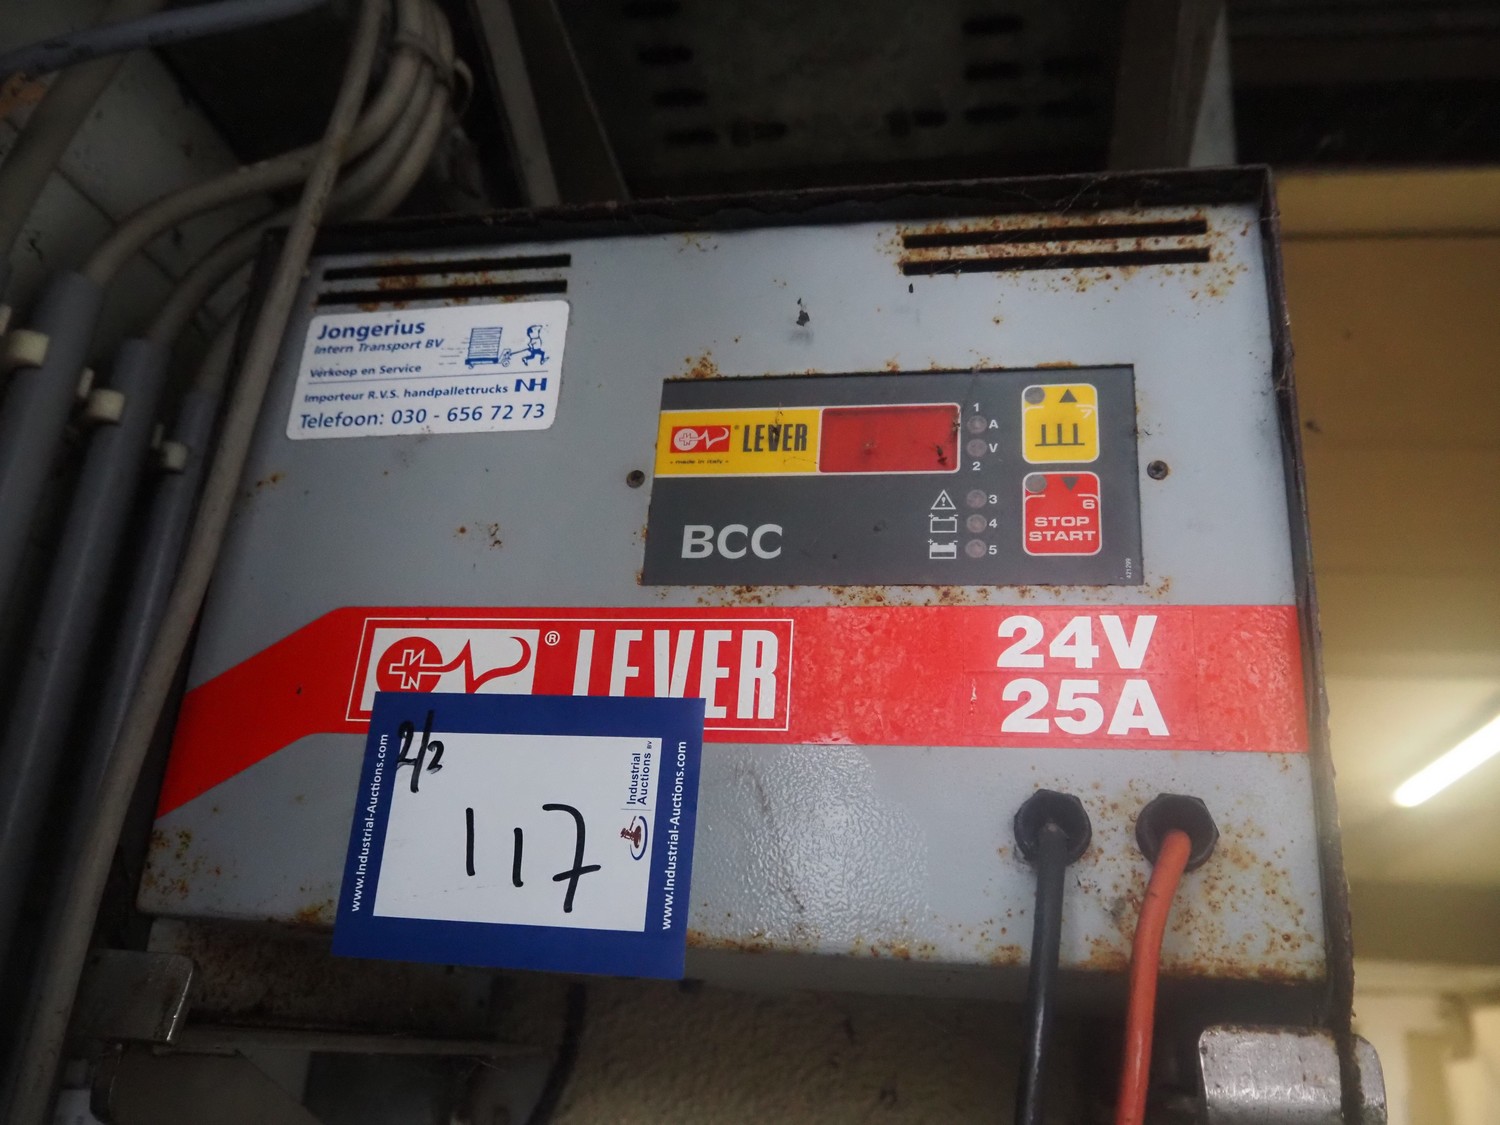 Jongerius
Intern Transport BV
Verkoop en Service
Importeur R.V.S. handpallettrucks NH
Telefoon: 030 - 656 72 73
® LEVER
- made in Italy -
BCC
1
A
V
2
3
4
5
7
6
STOP
START
421299
® LEVER
24V
25A
2/2
117
www.Industrial-Auctions.com
Industrial
Auctions BV
www.Industrial-Auctions.com